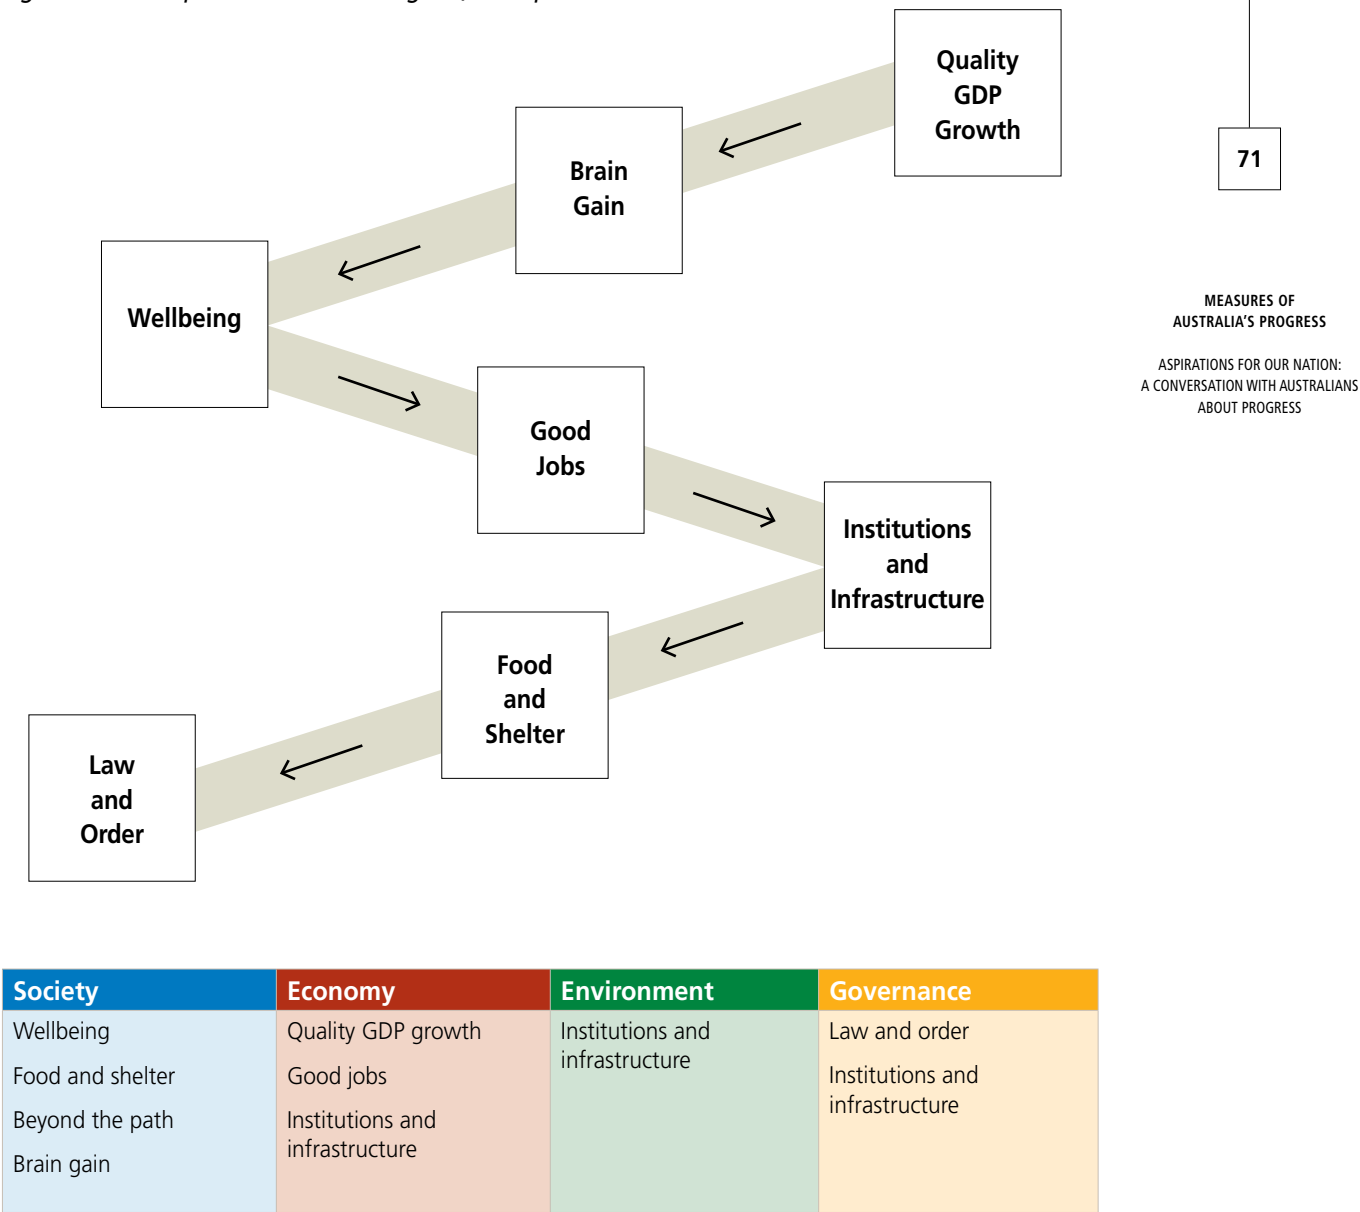 Quality
GDP
Growth
Brain
Gain
Wellbeing
Good
Jobs
Institutions
and
Infrastructure
Food
and
Shelter
Law
and
Order
71
MEASURES OF
AUSTRALIA'S PROGRESS
ASPIRATIONS FOR OUR NATION:
A CONVERSATION WITH AUSTRALIANS
ABOUT PROGRESS
Society
Wellbeing
Food and shelter
Beyond the path
Brain gain
Economy
Quality GDP growth
Good jobs
Institutions and
infrastructure
Environment
Institutions and
infrastructure
Governance
Law and order
Institutions and
infrastructure